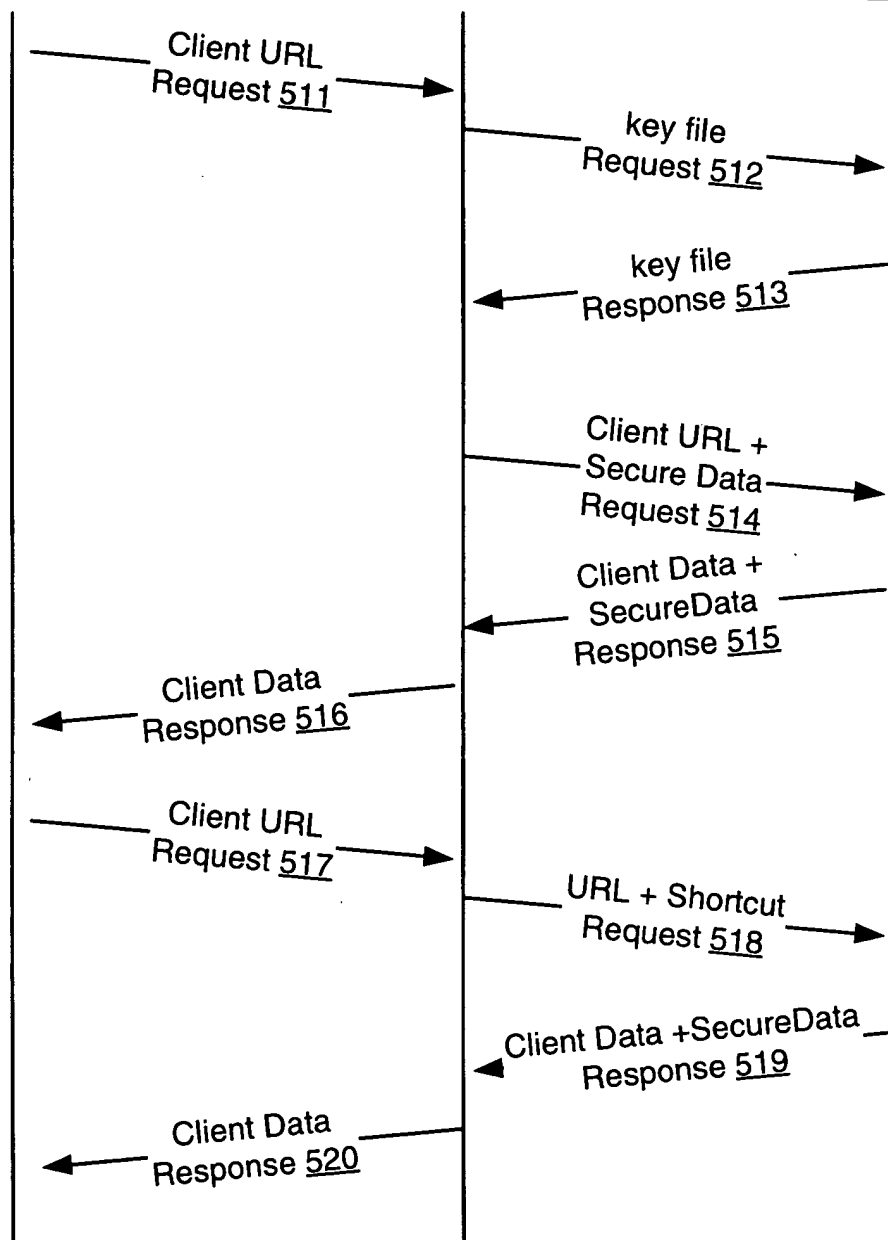 Client URL
Request 511
key file
Request 512
key file
Response 513
Client URL +
Secure Data
Request 514
Client Data +
SecureData
Response 515
Client Data
Response 516
Client URL
Request 517
URL + Shortcut
Request 518
Client Data +SecureData
Response 519
Client Data
Response 520